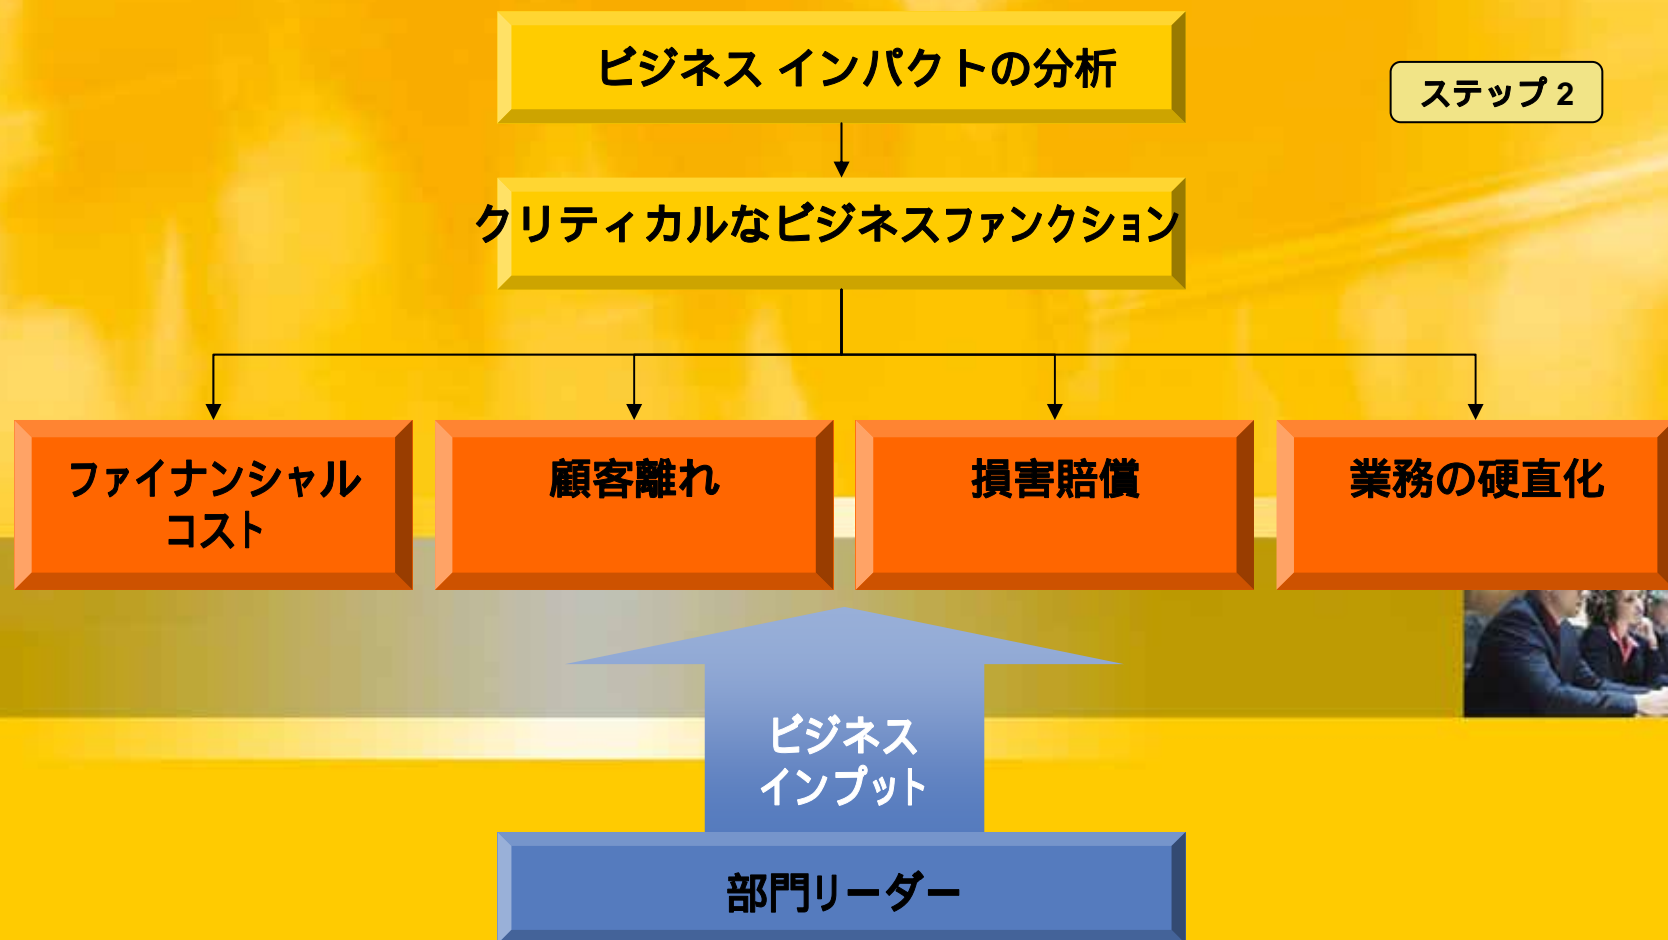 ビジネス インパクトの分析
ステップ 2
クリティカルなビジネスファンクション
ファイナンシャル
コスト
顧客離れ
損害賠償
業務の硬直化
ビジネス
インプット
部門リーダー